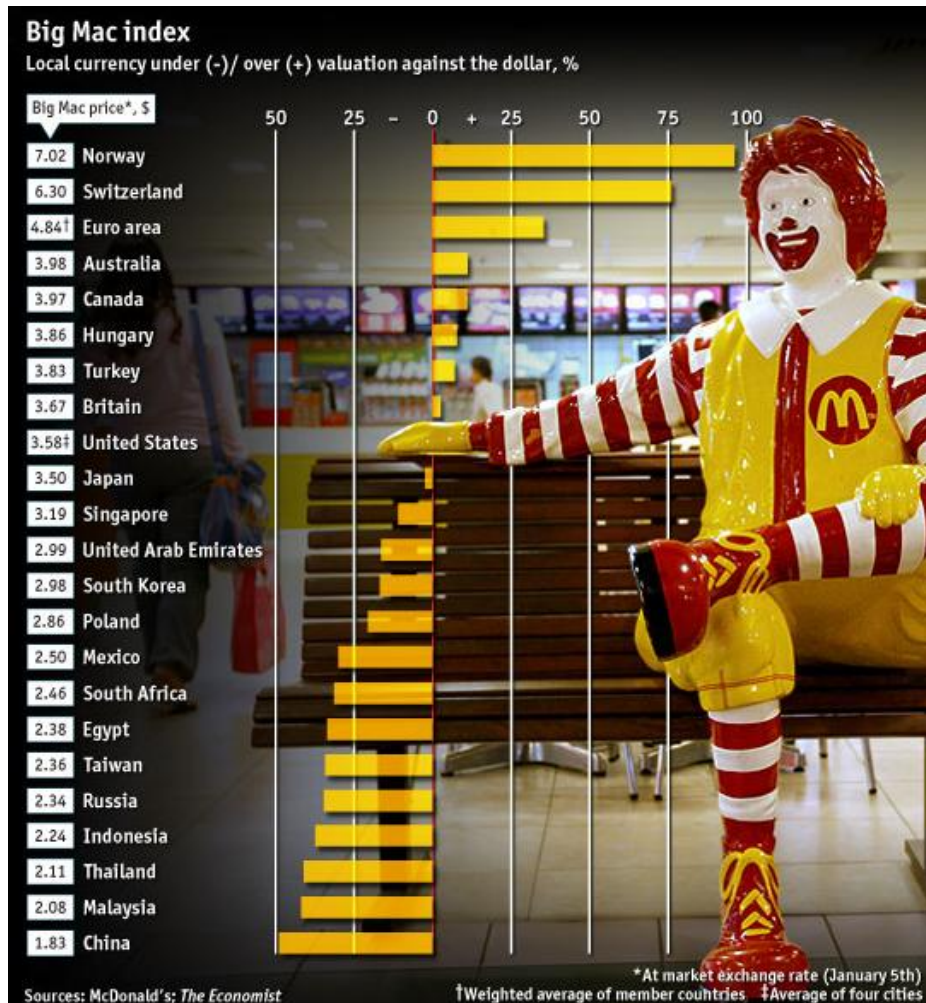 Big Mac index
Local currency under (-)/ over (+) valuation against the dollar, %
Big Mac price*, $
50 25 – 0 + 25 50 75 100
7.02 Norway
6.30 Switzerland
4.84† Euro area
3.98 Australia
3.97 Canada
3.86 Hungary
3.83 Turkey
3.67 Britain
3.58‡ United States
3.50 Japan
3.19 Singapore
2.99 United Arab Emirates
2.98 South Korea
2.86 Poland
2.50 Mexico
2.46 South Africa
2.38 Egypt
2.36 Taiwan
2.34 Russia
2.24 Indonesia
2.11 Thailand
2.08 Malaysia
1.83 China
*At market exchange rate (January 5th)
Sources: McDonald's; The Economist †Weighted average of member countries ‡Average of four cities